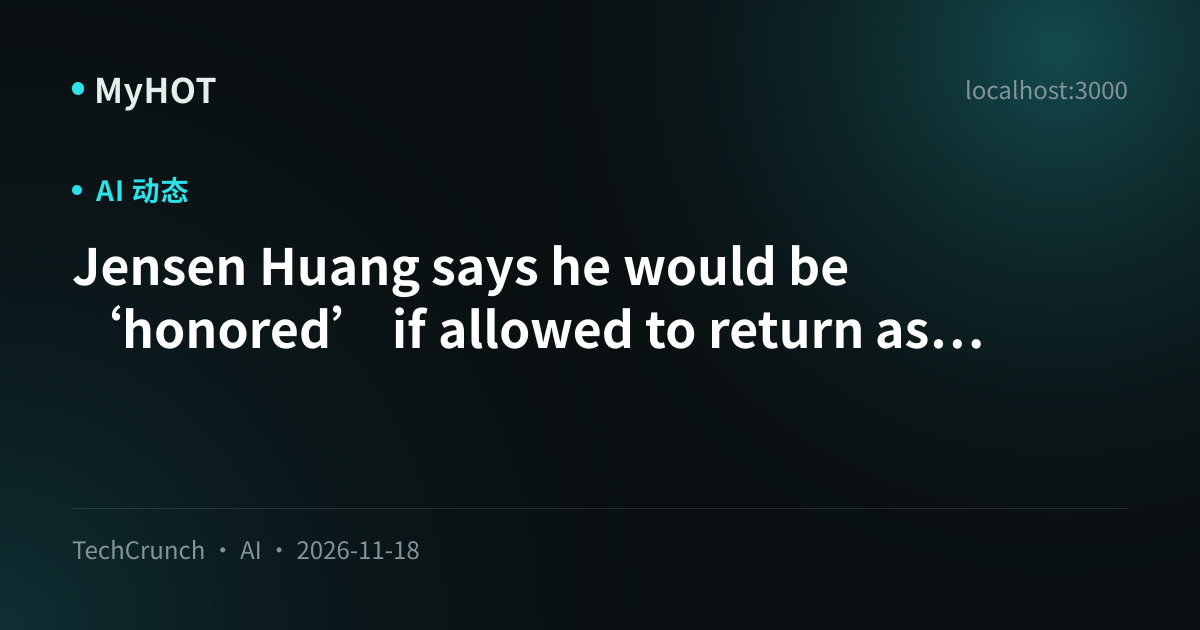 MyHOT
localhost:3000
AI 动态
Jensen Huang says he would be
‘honored’ if allowed to return as…
TechCrunch · AI · 2026-11-18